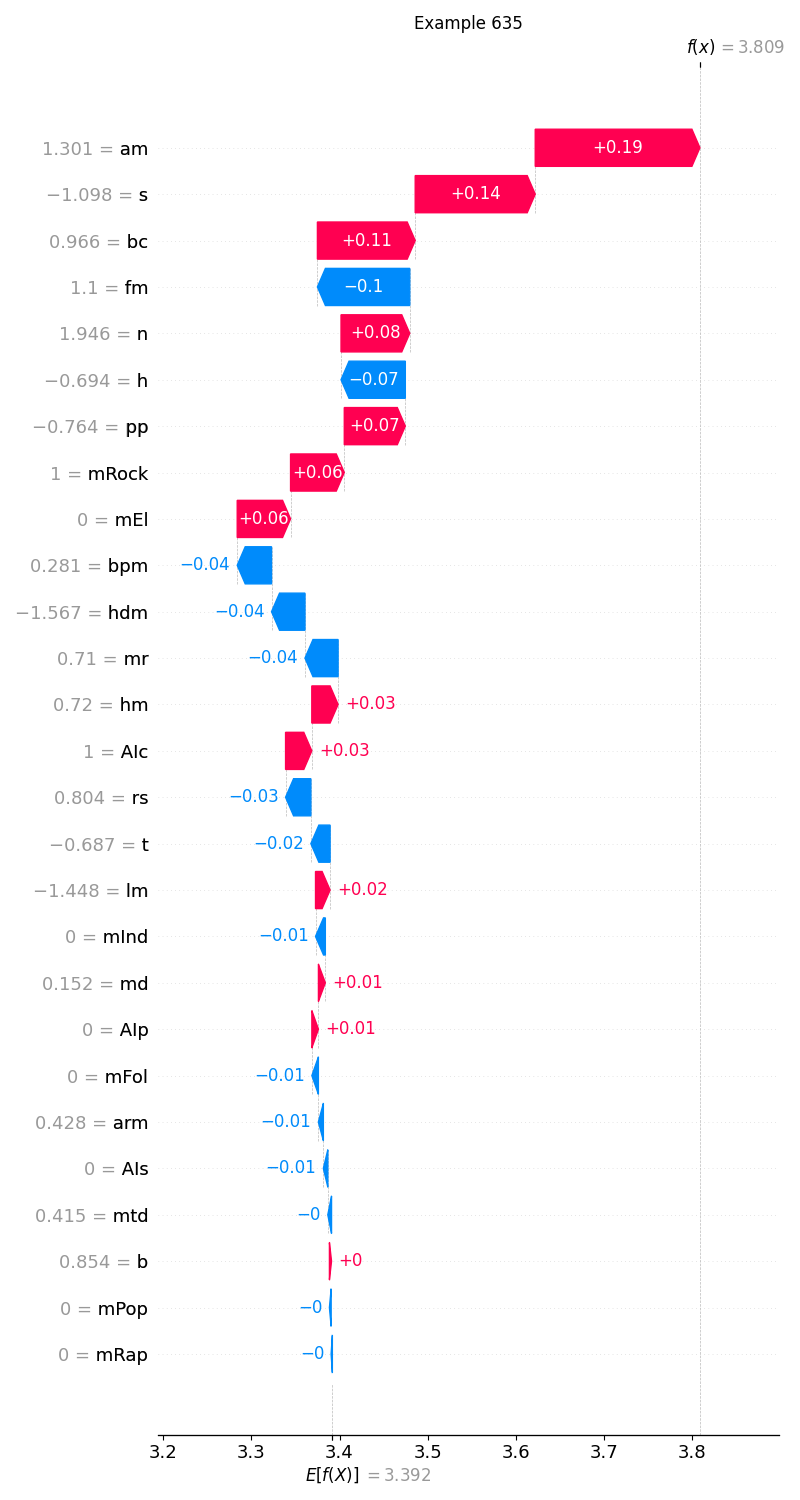 Example 635
f(x) = 3.809
1.301 = am +0.19
−1.098 = s +0.14
0.966 = bc +0.11
1.1 = fm −0.1
1.946 = n +0.08
−0.694 = h −0.07
−0.764 = pp +0.07
1 = mRock +0.06
0 = mEl +0.06
0.281 = bpm −0.04
−1.567 = hdm −0.04
0.71 = mr −0.04
0.72 = hm +0.03
1 = AIc +0.03
0.804 = rs −0.03
−0.687 = t −0.02
−1.448 = lm +0.02
0 = mInd −0.01
0.152 = md +0.01
0 = AIp +0.01
0 = mFol −0.01
0.428 = arm −0.01
0 = AIs −0.01
0.415 = mtd −0
0.854 = b +0
0 = mPop −0
0 = mRap −0
3.2 3.3 3.4 3.5 3.6 3.7 3.8
E[f(X)] = 3.392